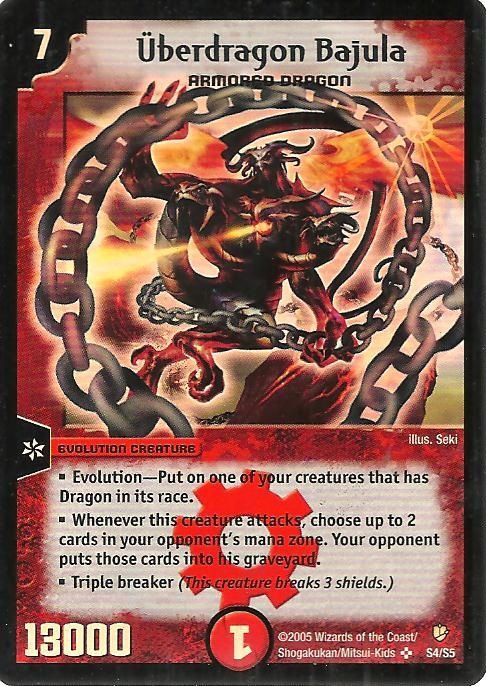 7
Überdragon Bajula
ARMORED DRAGON
illus. Seki
EVOLUTION CREATURE
▪ Evolution—Put on one of your creatures that has
Dragon in its race.
▪ Whenever this creature attacks, choose up to 2
cards in your opponent's mana zone. Your opponent
puts those cards into his graveyard.
▪ Triple breaker (This creature breaks 3 shields.)
13000
1
©2005 Wizards of the Coast/
Shogakukan/Mitsui-Kids S4/S5